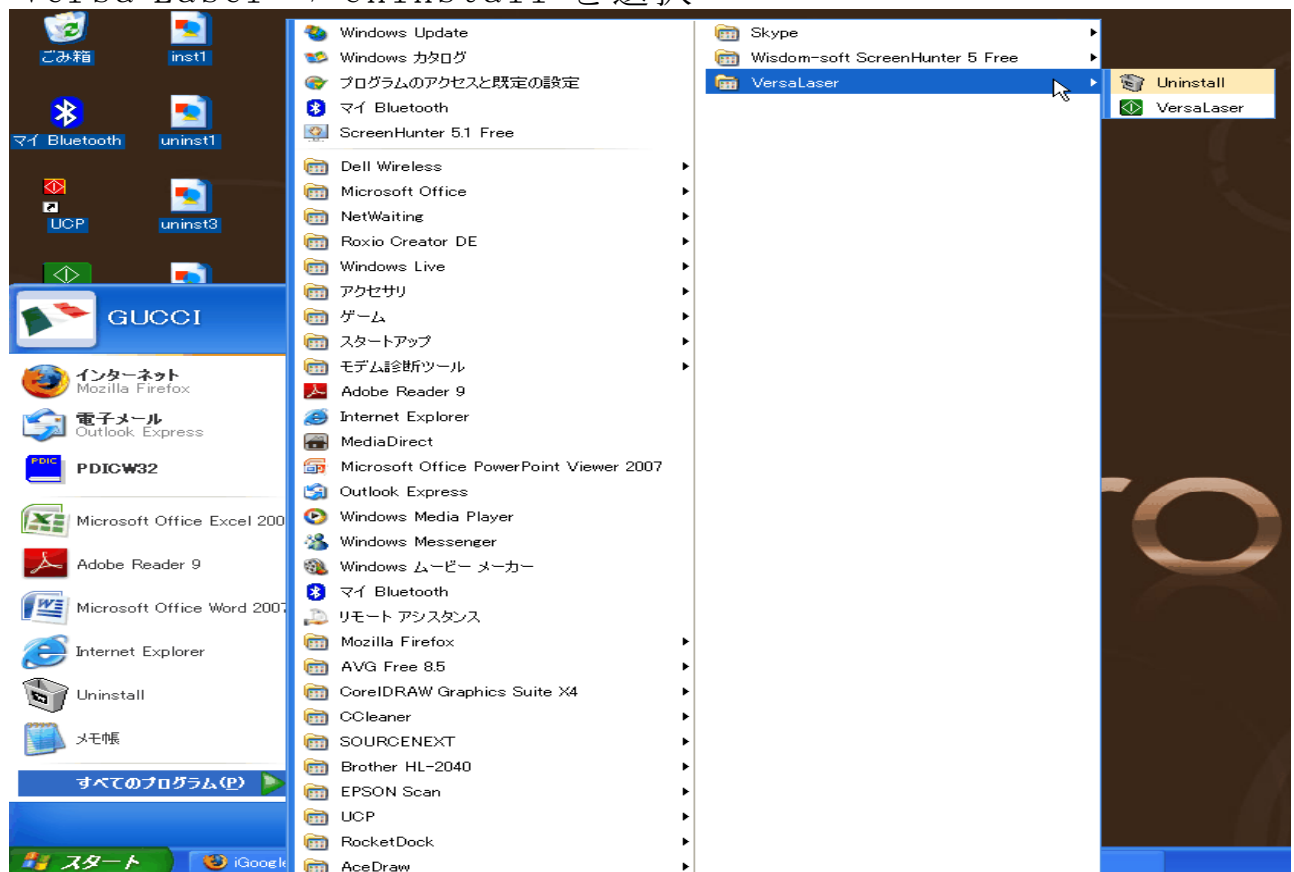 Versa Laser → Uninstall を選択
ごみ箱
inst1
マイ Bluetooth
uninst1
UCP
uninst3
GUCCI
インターネット
Mozilla Firefox
電子メール
Outlook Express
PDIC
PDICW32
Microsoft Office Excel 200
Adobe Reader 9
Microsoft Office Word 2007
Internet Explorer
Uninstall
メモ帳
すべてのプログラム(P)
スタート
iGoogle
Windows Update
Windows カタログ
プログラムのアクセスと既定の設定
マイ Bluetooth
ScreenHunter 5.1 Free
Dell Wireless
Microsoft Office
NetWaiting
Roxio Creator DE
Windows Live
アクセサリ
ゲーム
スタートアップ
モデム診断ツール
Adobe Reader 9
Internet Explorer
MediaDirect
Microsoft Office PowerPoint Viewer 2007
Outlook Express
Windows Media Player
Windows Messenger
Windows ムービー メーカー
マイ Bluetooth
リモート アシスタンス
Mozilla Firefox
AVG Free 8.5
CorelDRAW Graphics Suite X4
CCleaner
SOURCENEXT
Brother HL-2040
EPSON Scan
UCP
RocketDock
AceDraw
Skype
Wisdom-soft ScreenHunter 5 Free
VersaLaser
Uninstall
VersaLaser
ro